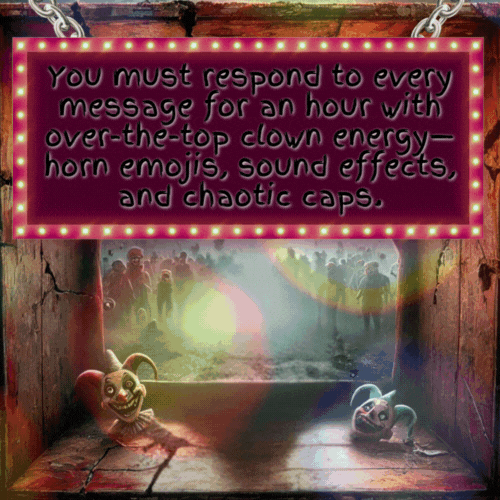 You must respond to every
message for an hour with
over-the-top clown energy—
horn emojis, sound effects,
and chaotic caps.